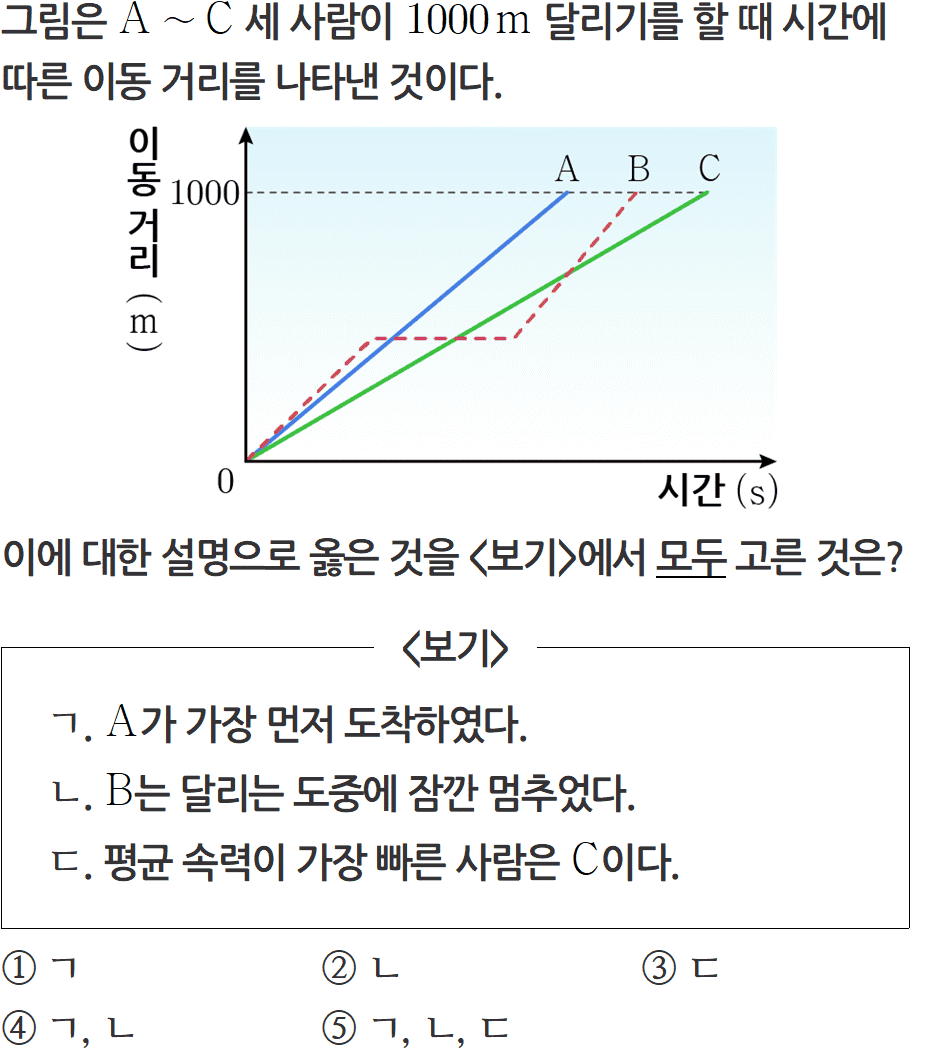 그림은 A ~ C 세 사람이 1000 m 달리기를 할 때 시간에
따른 이동 거리를 나타낸 것이다.
이동 거리 (m)
A B C
1000
0
시간 (s)
이에 대한 설명으로 옳은 것을 <보기>에서 모두 고른 것은?
<보기>
ㄱ. A가 가장 먼저 도착하였다.
ㄴ. B는 달리는 도중에 잠깐 멈추었다.
ㄷ. 평균 속력이 가장 빠른 사람은 C이다.
① ㄱ ② ㄴ ③ ㄷ
④ ㄱ, ㄴ ⑤ ㄱ, ㄴ, ㄷ